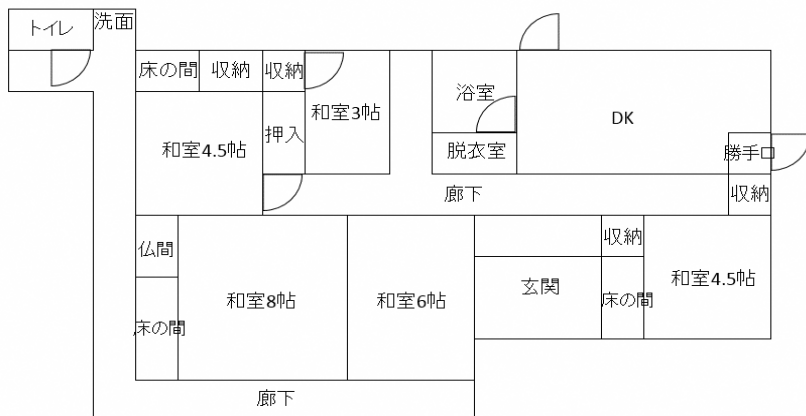 トイレ
洗面
床の間
収納
収納
押入
和室3帖
浴室
DK
和室4.5帖
脱衣室
勝手口
廊下
収納
仏間
収納
和室4.5帖
玄関
和室8帖
和室6帖
床の間
床の間
廊下